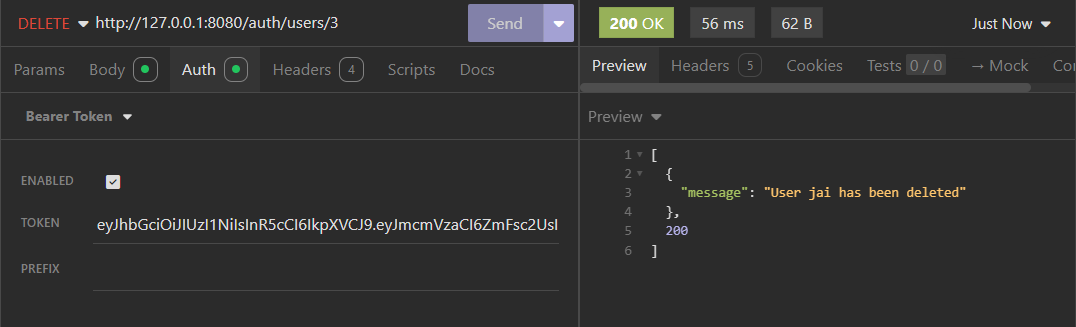 DELETE http://127.0.0.1:8080/auth/users/3 Send
Params Body Auth Headers 4 Scripts Docs
Bearer Token
ENABLED
TOKEN eyJhbGciOiJIUzI1NiIsInR5cCI6IkpXVCJ9.eyJmcmVzaCI6ZmFsc2UsI
PREFIX
200 OK 56 ms 62 B Just Now
Preview Headers 5 Cookies Tests 0 / 0 → Mock Con
Preview
1 [
2 {
3 "message": "User jai has been deleted"
4 },
5 200
6 ]